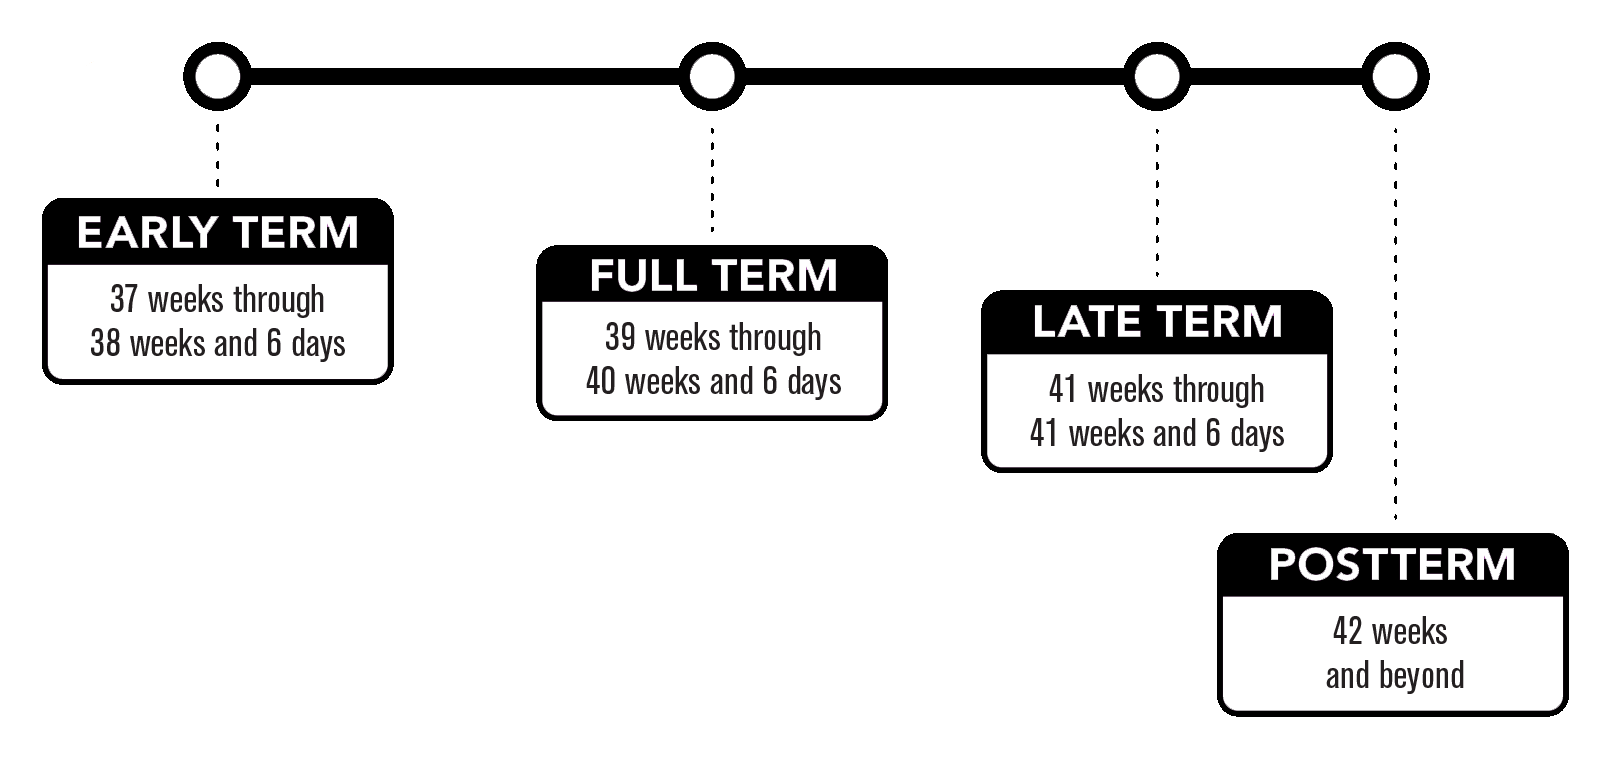 EARLY TERM
37 weeks through
38 weeks and 6 days
FULL TERM
39 weeks through
40 weeks and 6 days
LATE TERM
41 weeks through
41 weeks and 6 days
POSTTERM
42 weeks
and beyond